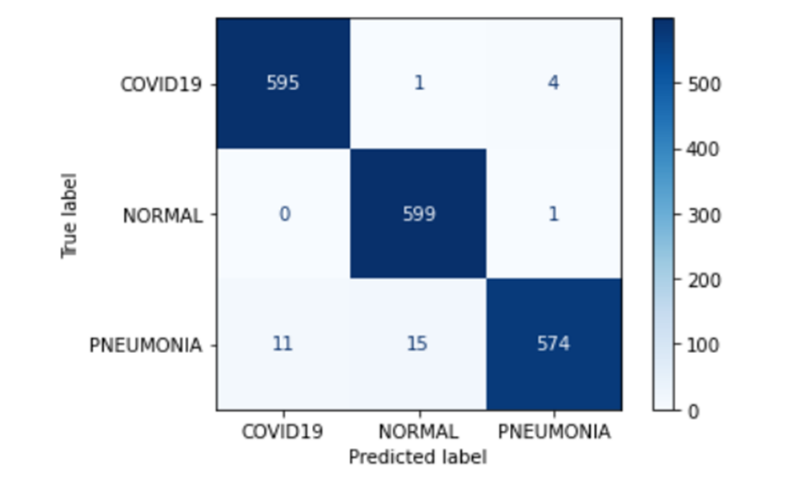 True label
COVID19 595 1 4
NORMAL 0 599 1
PNEUMONIA 11 15 574
COVID19 NORMAL PNEUMONIA
Predicted label
500
400
300
200
100
0